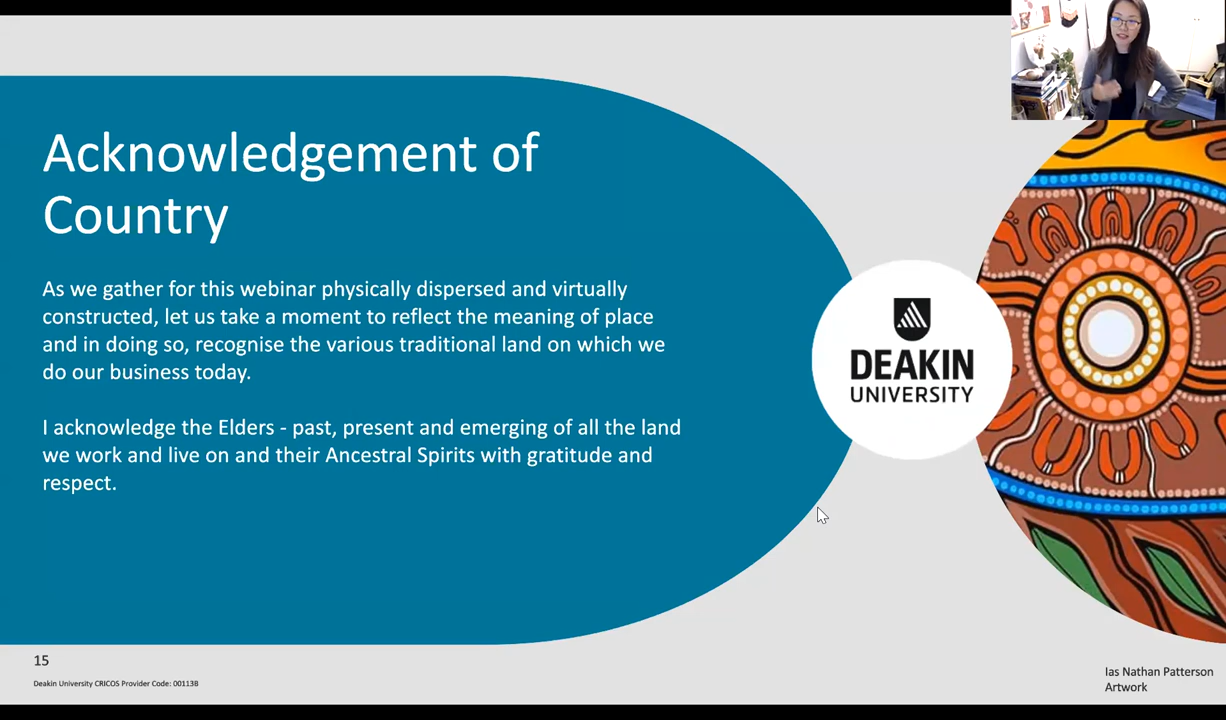 Acknowledgement of
Country
As we gather for this webinar physically dispersed and virtually
constructed, let us take a moment to reflect the meaning of place
and in doing so, recognise the various traditional land on which we
do our business today.
I acknowledge the Elders - past, present and emerging of all the land
we work and live on and their Ancestral Spirits with gratitude and
respect.
DEAKIN
UNIVERSITY
15
Deakin University CRICOS Provider Code: 00113B
Ias Nathan Patterson
Artwork